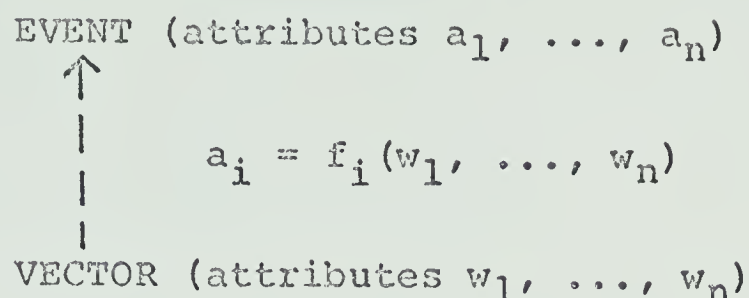 EVENT (attributes a1, ..., an)
ai = fi(w1, ..., wn)
VECTOR (attributes w1, ..., wn)